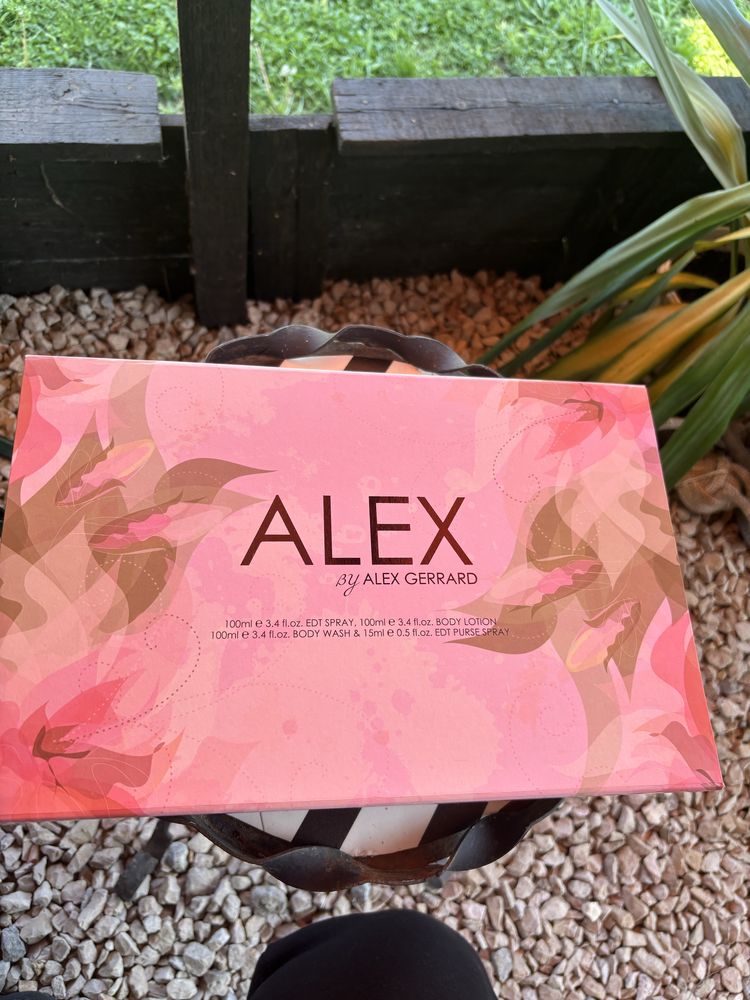 ALEX
By ALEX GERRARD
100ml ℮ 3.4 fl.oz. EDT SPRAY, 100ml ℮ 3.4 fl.oz. BODY LOTION
100ml ℮ 3.4 fl.oz. BODY WASH & 15ml ℮ 0.5 fl.oz. EDT PURSE SPRAY